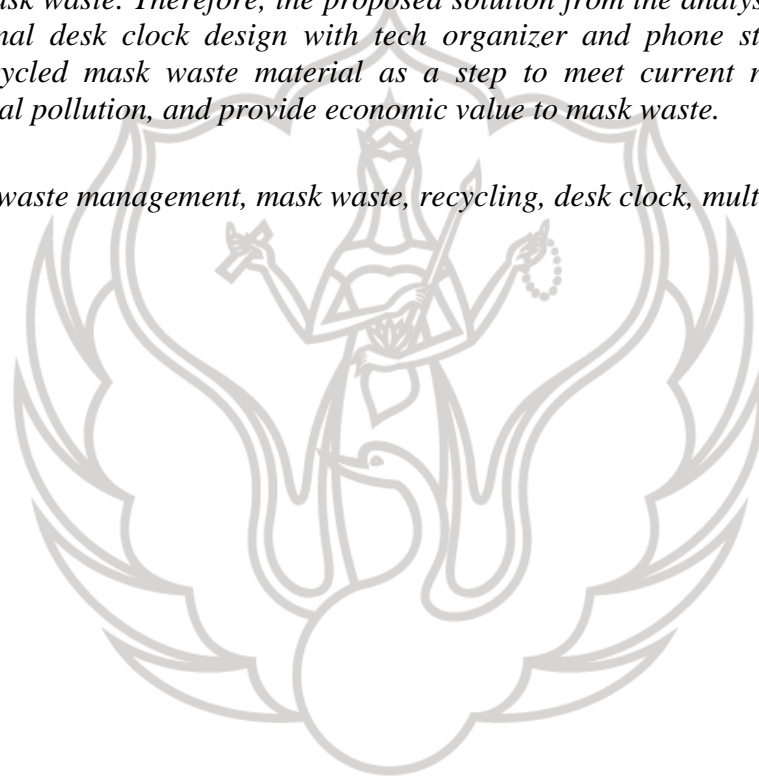 ask waste. Therefore, the proposed solution from the analys
nal desk clock design with tech organizer and phone st
ycled mask waste material as a step to meet current
al pollution, and provide economic value to mask waste.
waste management, mask waste, recycling, desk clock, mult